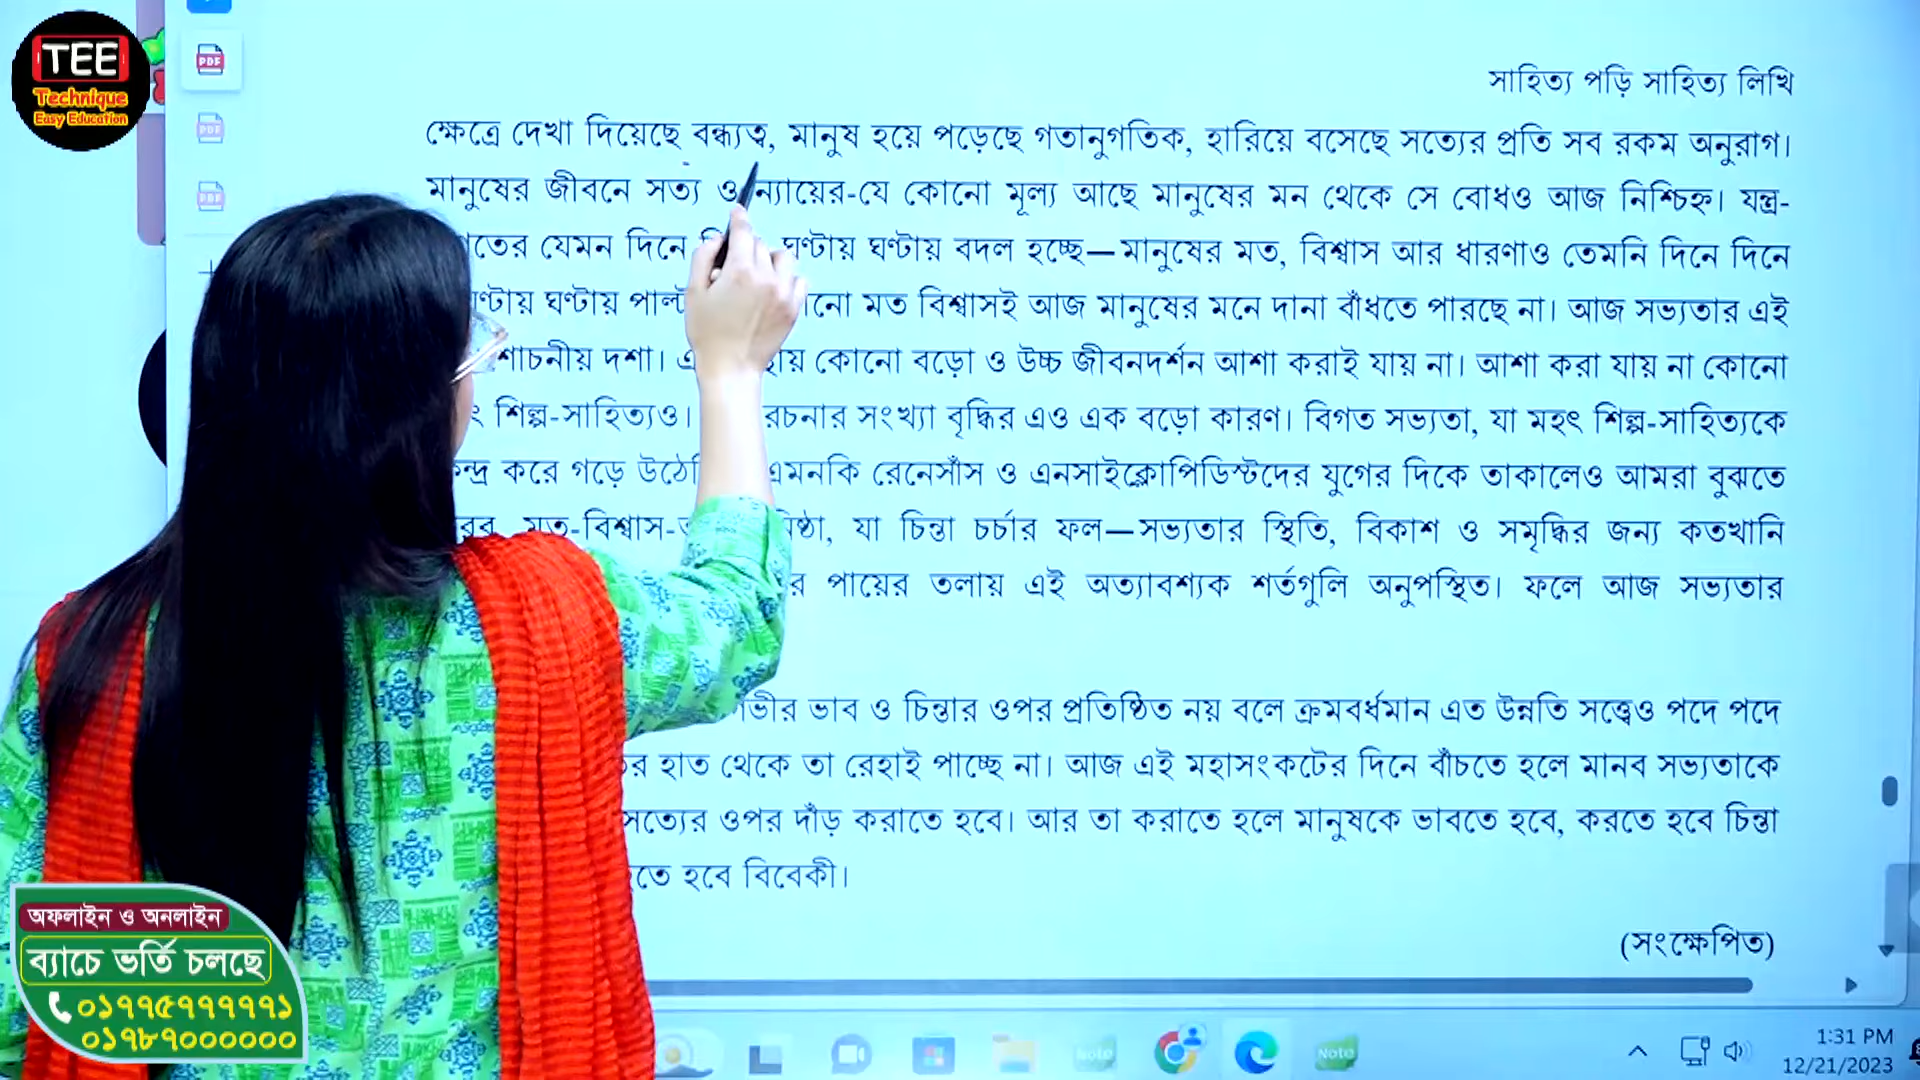 TEE
Technique
Easy Education
PDF
PDF
PDF
সাহিত্য পড়ি সাহিত্য লিখি
ক্ষেত্রে দেখা দিয়েছে বন্ধ্যত্ব, মানুষ হয়ে পড়েছে গতানুগতিক, হারিয়ে বসেছে সত্যের প্রতি সব রকম অনুরাগ।
মানুষের জীবনে সত্য ও ন্যায়ের-যে কোনো মূল্য আছে মানুষের মন থেকে সে বোধও আজ নিশ্চিহ্ন। যন্ত্র-
যেমন দিনে ঘণ্টায় ঘণ্টায় বদল হচ্ছে—মানুষের মত, বিশ্বাস আর ধারণাও তেমনি দিনে দিনে
ঘণ্টায় মত বিশ্বাসই আজ মানুষের মনে দানা বাঁধতে পারছে না। আজ সভ্যতার এই
দশা। কোনো বড়ো ও উচ্চ জীবনদর্শন আশা করাই যায় না। আশা করা যায় না কোনো
শিল্প-সাহিত্যও। রচনার সংখ্যা বৃদ্ধির এও এক বড়ো কারণ। বিগত সভ্যতা, যা মহৎ শিল্প-সাহিত্যকে
করে গড়ে এমনকি রেনেসাঁস ও এনসাইক্লোপিডিস্টদের যুগের দিকে তাকালেও আমরা বুঝতে
মত-বিশ্বাস- যা চিন্তা চর্চার ফল—সভ্যতার স্থিতি, বিকাশ ও সমৃদ্ধির জন্য কতখানি
পায়ের তলায় এই অত্যাবশ্যক শর্তগুলি অনুপস্থিত। ফলে আজ সভ্যতার
ভাব ও চিন্তার ওপর প্রতিষ্ঠিত নয় বলে ক্রমবর্ধমান এত উন্নতি সত্ত্বেও পদে পদে
হাত থেকে তা রেহাই পাচ্ছে না। আজ এই মহাসংকটের দিনে বাঁচতে হলে মানব সভ্যতাকে
সত্যের ওপর দাঁড় করাতে হবে। আর তা করাতে হলে মানুষকে ভাবতে হবে, করতে হবে চিন্তা
হবে বিবেকী।
(সংক্ষেপিত)
অফলাইন ও অনলাইন
ব্যাচে ভর্তি চলছে
০১৭৭৫৭৭৭৭৭১
০১৭৮৭০০০০০০
Note
Note
1:31 PM
12/21/2023